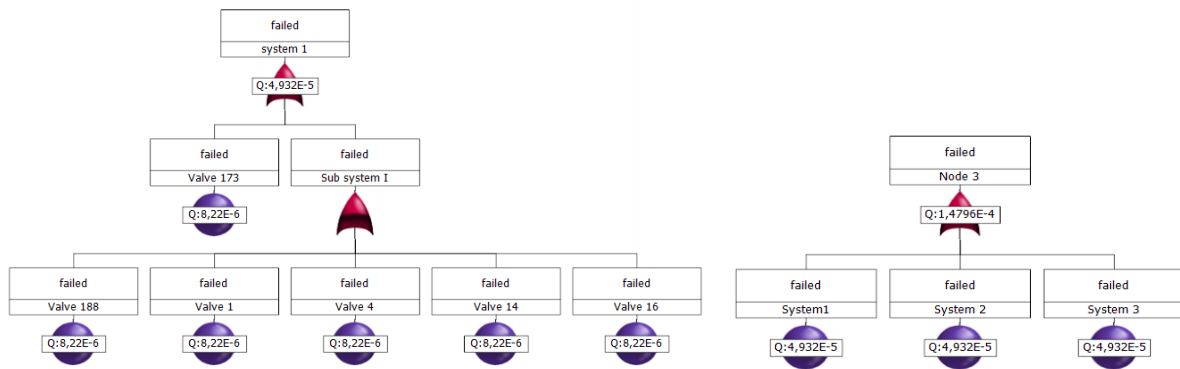 failed
system 1
Q:4,932E-5
failed
Valve 173
Q:8,22E-6
failed
Sub system I
failed
Valve 188
Q:8,22E-6
failed
Valve 1
Q:8,22E-6
failed
Valve 4
Q:8,22E-6
failed
Valve 14
Q:8,22E-6
failed
Valve 16
Q:8,22E-6
failed
Node 3
Q:1,4796E-4
failed
System1
Q:4,932E-5
failed
System 2
Q:4,932E-5
failed
System 3
Q:4,932E-5